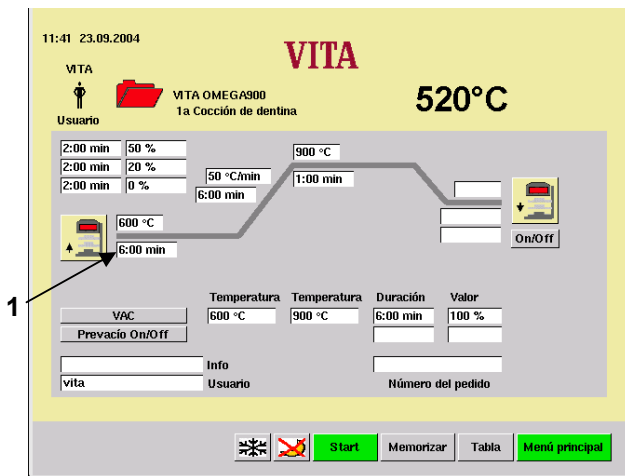 11:41 23.09.2004
VITA
VITA
Usuario
VITA OMEGA900
1a Cocción de dentina
520°C
2:00 min 50 %
2:00 min 20 %
2:00 min 0 %
50 °C/min
6:00 min
900 °C
1:00 min
600 °C
6:00 min
On/Off
1
Temperatura Temperatura Duración Valor
VAC 600 °C 900 °C 6:00 min 100 %
Prevacío On/Off
Info
vita Usuario Número del pedido
Start Memorizar Tabla Menú principal